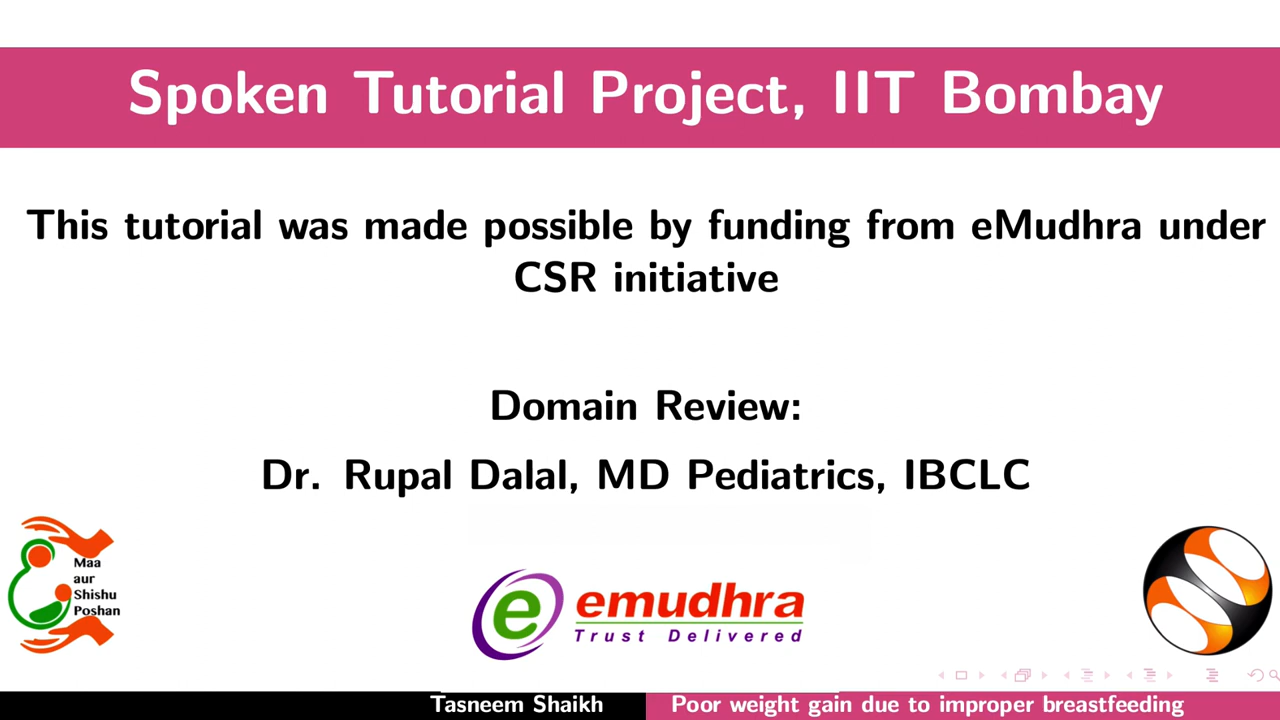 Spoken Tutorial Project, IIT Bombay
This tutorial was made possible by funding from eMudhra under
CSR initiative
Domain Review:
Dr. Rupal Dalal, MD Pediatrics, IBCLC
Maa
aur
Shishu
Poshan
e emudhra
Trust Delivered
Tasneem Shaikh
Poor weight gain due to improper breastfeeding